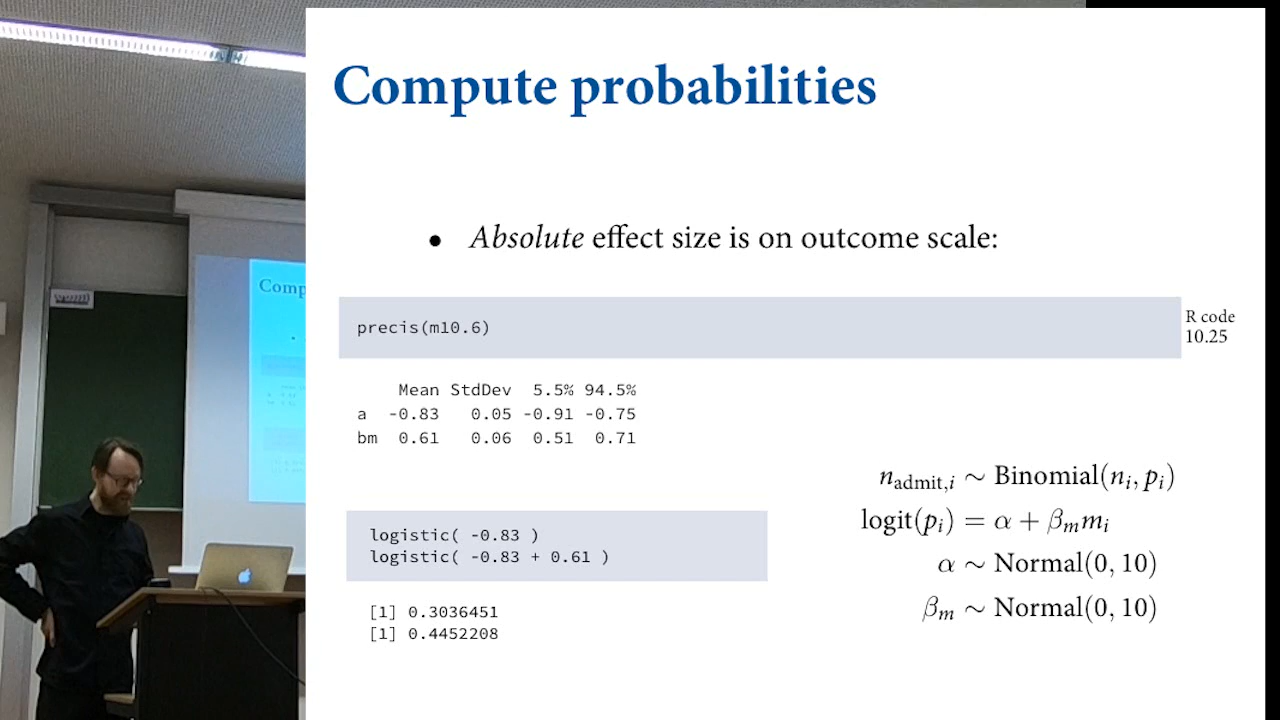 Compute probabilities
• Absolute effect size is on outcome scale:
precis(m10.6)
R code
10.25
Mean StdDev 5.5% 94.5%
a -0.83 0.05 -0.91 -0.75
bm 0.61 0.06 0.51 0.71
logistic( -0.83 )
logistic( -0.83 + 0.61 )
[1] 0.3036451
[1] 0.4452208
n_admit,i ~ Binomial(n_i, p_i)
logit(p_i) = α + β_m m_i
α ~ Normal(0, 10)
β_m ~ Normal(0, 10)
Comp